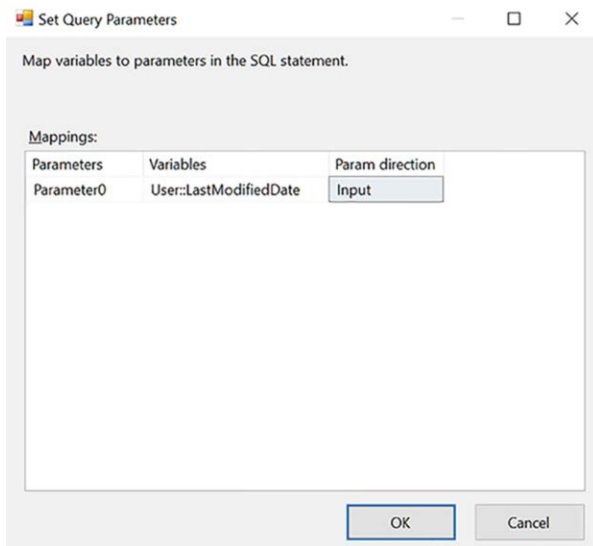 Set Query Parameters
Map variables to parameters in the SQL statement.
Mappings:
Parameters Variables Param direction
Parameter0 User::LastModifiedDate Input
OK Cancel